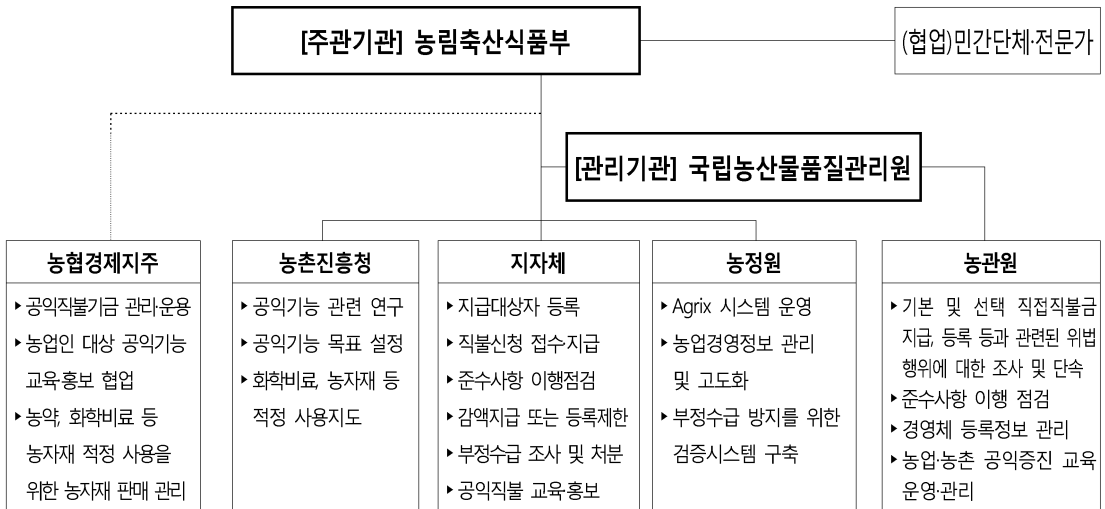 [주관기관] 농림축산식품부
(협업)민간단체·전문가
[관리기관] 국립농산물품질관리원
농협경제지주
▸공익직불기금 관리·운용
▸농업인 대상 공익기능
교육·홍보 협업
▸농약, 화학비료 등
농자재 적정 사용을
위한 농자재 판매 관리
농촌진흥청
▸공익기능 관련 연구
▸공익기능 목표 설정
▸화학비료, 농자재 등
적정 사용지도
지자체
▸지급대상자 등록
▸직불신청 접수·지급
▸준수사항 이행점검
▸감액지급 또는 등록제한
▸부정수급 조사 및 처분
▸공익직불 교육·홍보
농정원
▸Agrix 시스템 운영
▸농업경영정보 관리
및 고도화
▸부정수급 방지를 위한
검증시스템 구축
농관원
▸기본 및 선택 직접직불금
지급, 등록 등과 관련된 위법
행위에 대한 조사 및 단속
▸준수사항 이행 점검
▸경영체 등록정보 관리
▸농업·농촌 공익증진 교육
운영·관리